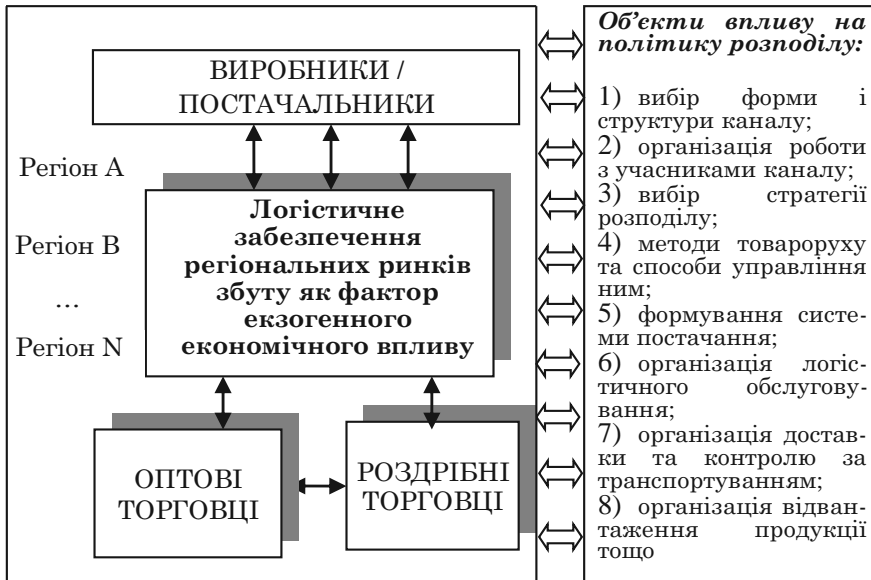 ВИРОБНИКИ /
ПОСТАЧАЛЬНИКИ
Регіон А
Регіон В
...
Регіон N
Логістичне
забезпечення
регіональних ринків
збуту як фактор
екзогенного
економічного впливу
ОПТОВІ
ТОРГОВЦІ
РОЗДРІБНІ
ТОРГОВЦІ
Об’єкти впливу на
політику розподілу:
1) вибір форми і
структури каналу;
2) організація роботи
з учасниками каналу;
3) вибір стратегії
розподілу;
4) методи товароруху
та способи управління
ним;
5) формування систе-
ми постачання;
6) організація логіс-
тичного обслугову-
вання;
7) організація достав-
ки та контролю за
транспортуванням;
8) організація відван-
таження продукції
тощо